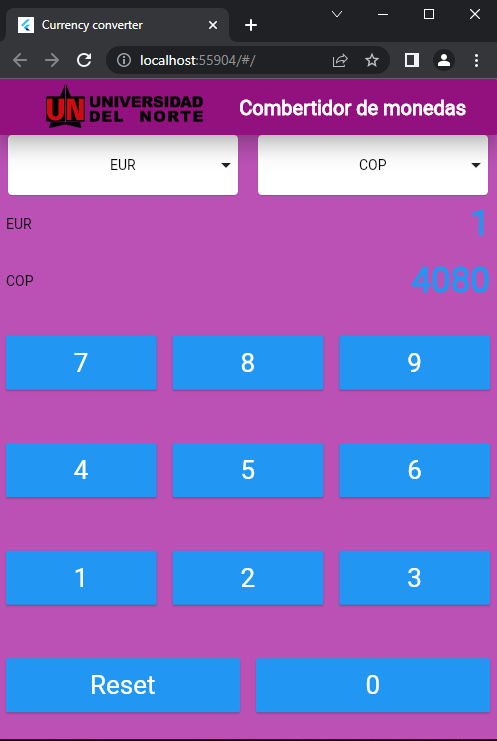 Currency converter
localhost:55904/#/
UN UNIVERSIDAD DEL NORTE
Combertidor de monedas
EUR COP
EUR 1
COP 4080
7 8 9
4 5 6
1 2 3
Reset 0